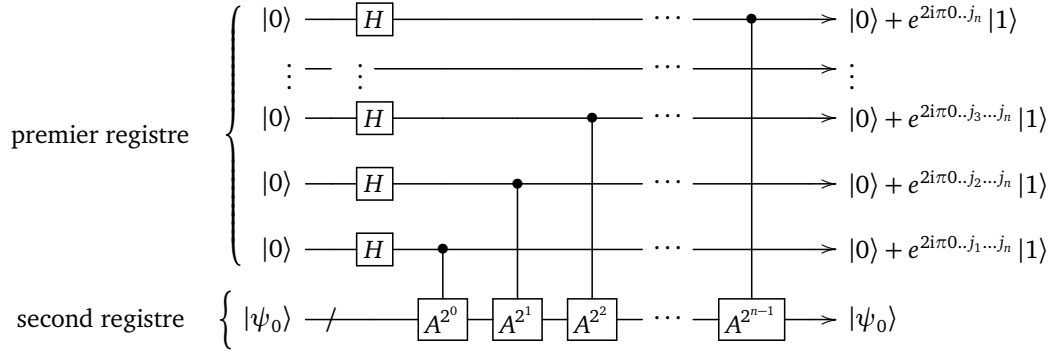 |0⟩ H ⋯ |0⟩ + e^{2iπ0..j_n} |1⟩
⋮ ⋮ ⋯ ⋮
|0⟩ H ⋯ |0⟩ + e^{2iπ0..j_3…j_n} |1⟩
premier registre
|0⟩ H ⋯ |0⟩ + e^{2iπ0..j_2…j_n} |1⟩
|0⟩ H ⋯ |0⟩ + e^{2iπ0..j_1…j_n} |1⟩
second registre |ψ_0⟩ A^{2^0} A^{2^1} A^{2^2} ⋯ A^{2^{n−1}} |ψ_0⟩